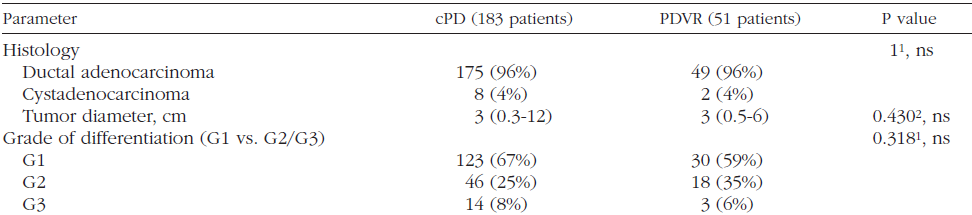 Parameter cPD (183 patients) PDVR (51 patients) P value
Histology 1¹, ns
Ductal adenocarcinoma 175 (96%) 49 (96%)
Cystadenocarcinoma 8 (4%) 2 (4%)
Tumor diameter, cm 3 (0.3-12) 3 (0.5-6) 0.430², ns
Grade of differentiation (G1 vs. G2/G3) 0.318¹, ns
G1 123 (67%) 30 (59%)
G2 46 (25%) 18 (35%)
G3 14 (8%) 3 (6%)